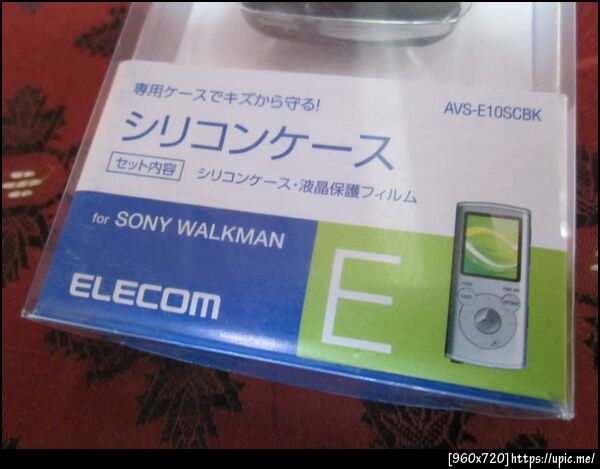 専用ケースでキズから守る!
AVS-E10SCBK
シリコンケース
セット内容 シリコンケース・液晶保護フィルム
for SONY WALKMAN
E
ELECOM
[960x720]https://upic.me/